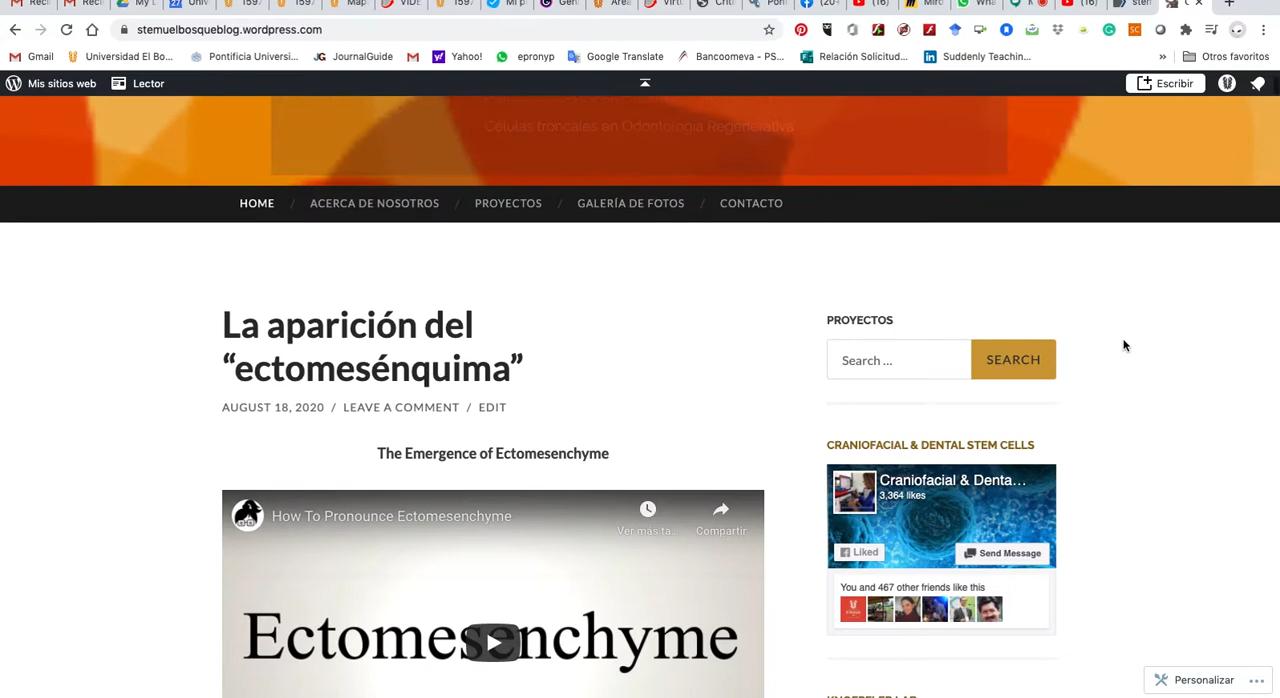 stemuelbosqueblog.wordpress.com
Gmail
Universidad El Bo...
Pontificia Universi...
JournalGuide
Yahoo!
epronyp
Google Translate
Bancoomeva - PS...
Relación Solicitud...
Suddenly Teachin...
»
Otros favoritos
Mis sitios web
Lector
Escribir
Células troncales en Odontología Regenerativa
HOME / ACERCA DE NOSOTROS / PROYECTOS / GALERÍA DE FOTOS / CONTACTO
La aparición del
“ectomesénquima”
AUGUST 18, 2020 / LEAVE A COMMENT / EDIT
The Emergence of Ectomesenchyme
How To Pronounce Ectomesenchyme
Ver más ta...
Compartir
Ectomesenchyme
PROYECTOS
Search ...
SEARCH
CRANIOFACIAL & DENTAL STEM CELLS
Craniofacial & Denta...
3,364 likes
Liked
Send Message
You and 467 other friends like this
Personalizar